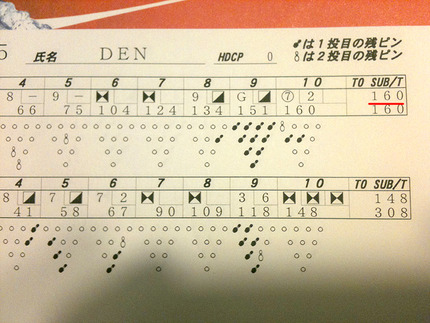 5 氏名 DEN HDCP 0 は1投目の残ピン
は2投目の残ピン
4 5 6 7 8 9 10 TO SUB/T
8 - 9 - 9 G ⑦ 2 160
66 75 104 124 134 151 160 160
4 5 6 7 8 9 10 TO SUB/T
8 7 7 2 3 6 148
41 58 67 90 109 118 148 308